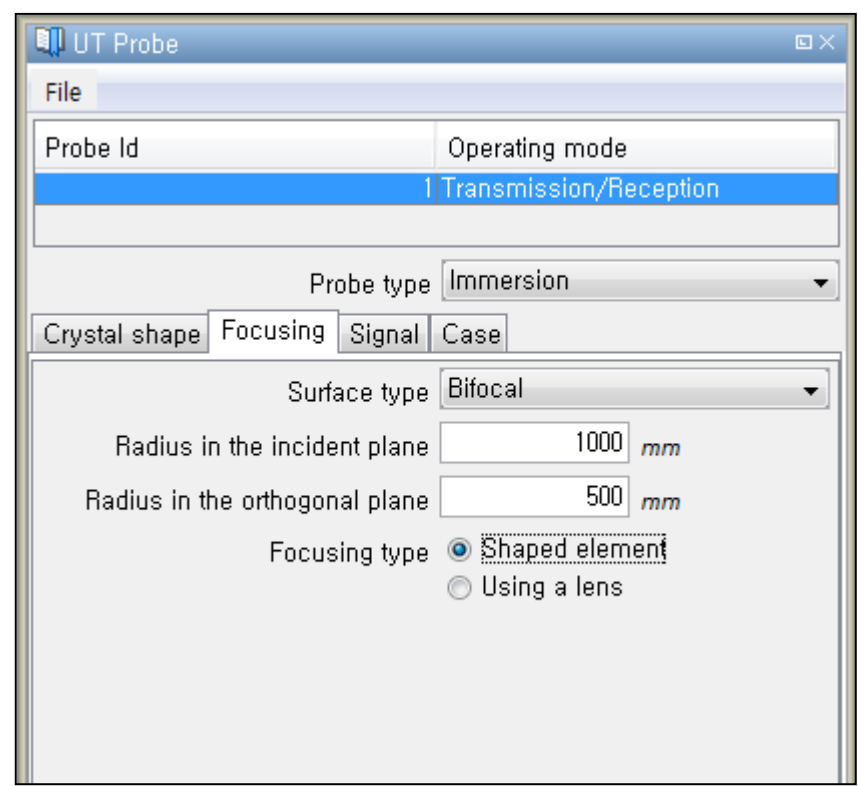 UT Probe
File
Probe Id Operating mode
1 Transmission/Reception
Probe type Immersion
Crystal shape Focusing Signal Case
Surface type Bifocal
Radius in the incident plane 1000 mm
Radius in the orthogonal plane 500 mm
Focusing type Shaped element
Using a lens